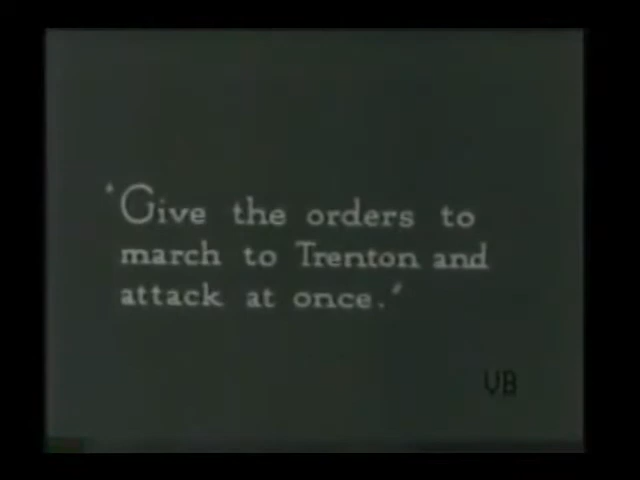 "Give the orders to
march to Trenton and
attack at once."
VB